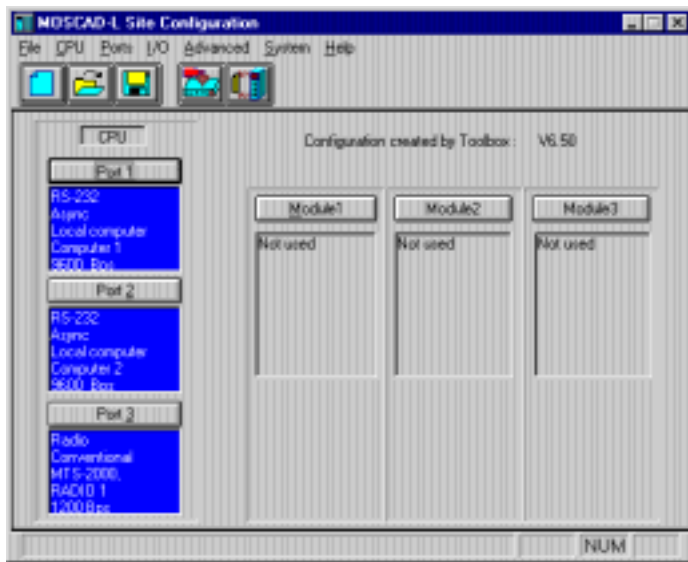 MOSCAD-L Site Configuration
File CPU Ports I/O Advanced System Help
CPU
Configuration created by Toolbox : V6.50
Port 1
RS-232
Async
Local computer
Computer 1
9600 Bps
Port 2
RS-232
Async
Local computer
Computer 2
9600 Bps
Port 3
Radio
Conventional
MTS-2000,
RADIO 1
1200 Bps
Module1
Not used
Module2
Not used
Module3
Not used
NUM